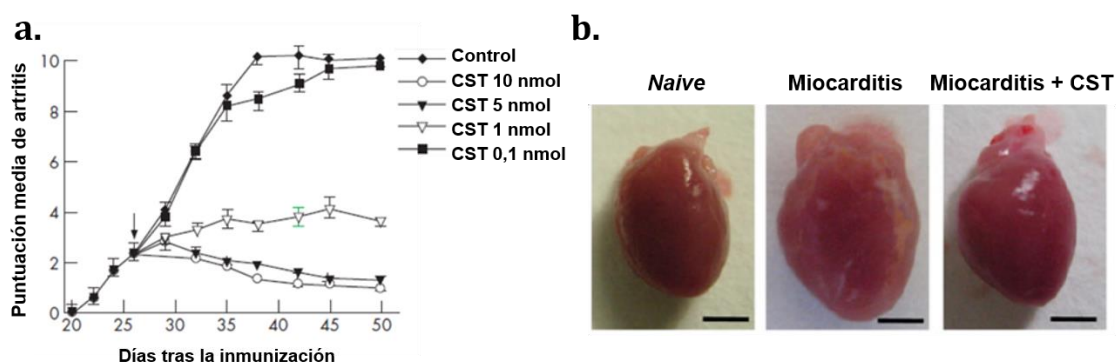 a.
Puntuación media de artritis
10
8
6
4
2
0
20 25 30 35 40 45 50
Días tras la inmunización
Control
CST 10 nmol
CST 5 nmol
CST 1 nmol
CST 0,1 nmol
b.
Naive Miocarditis Miocarditis + CST